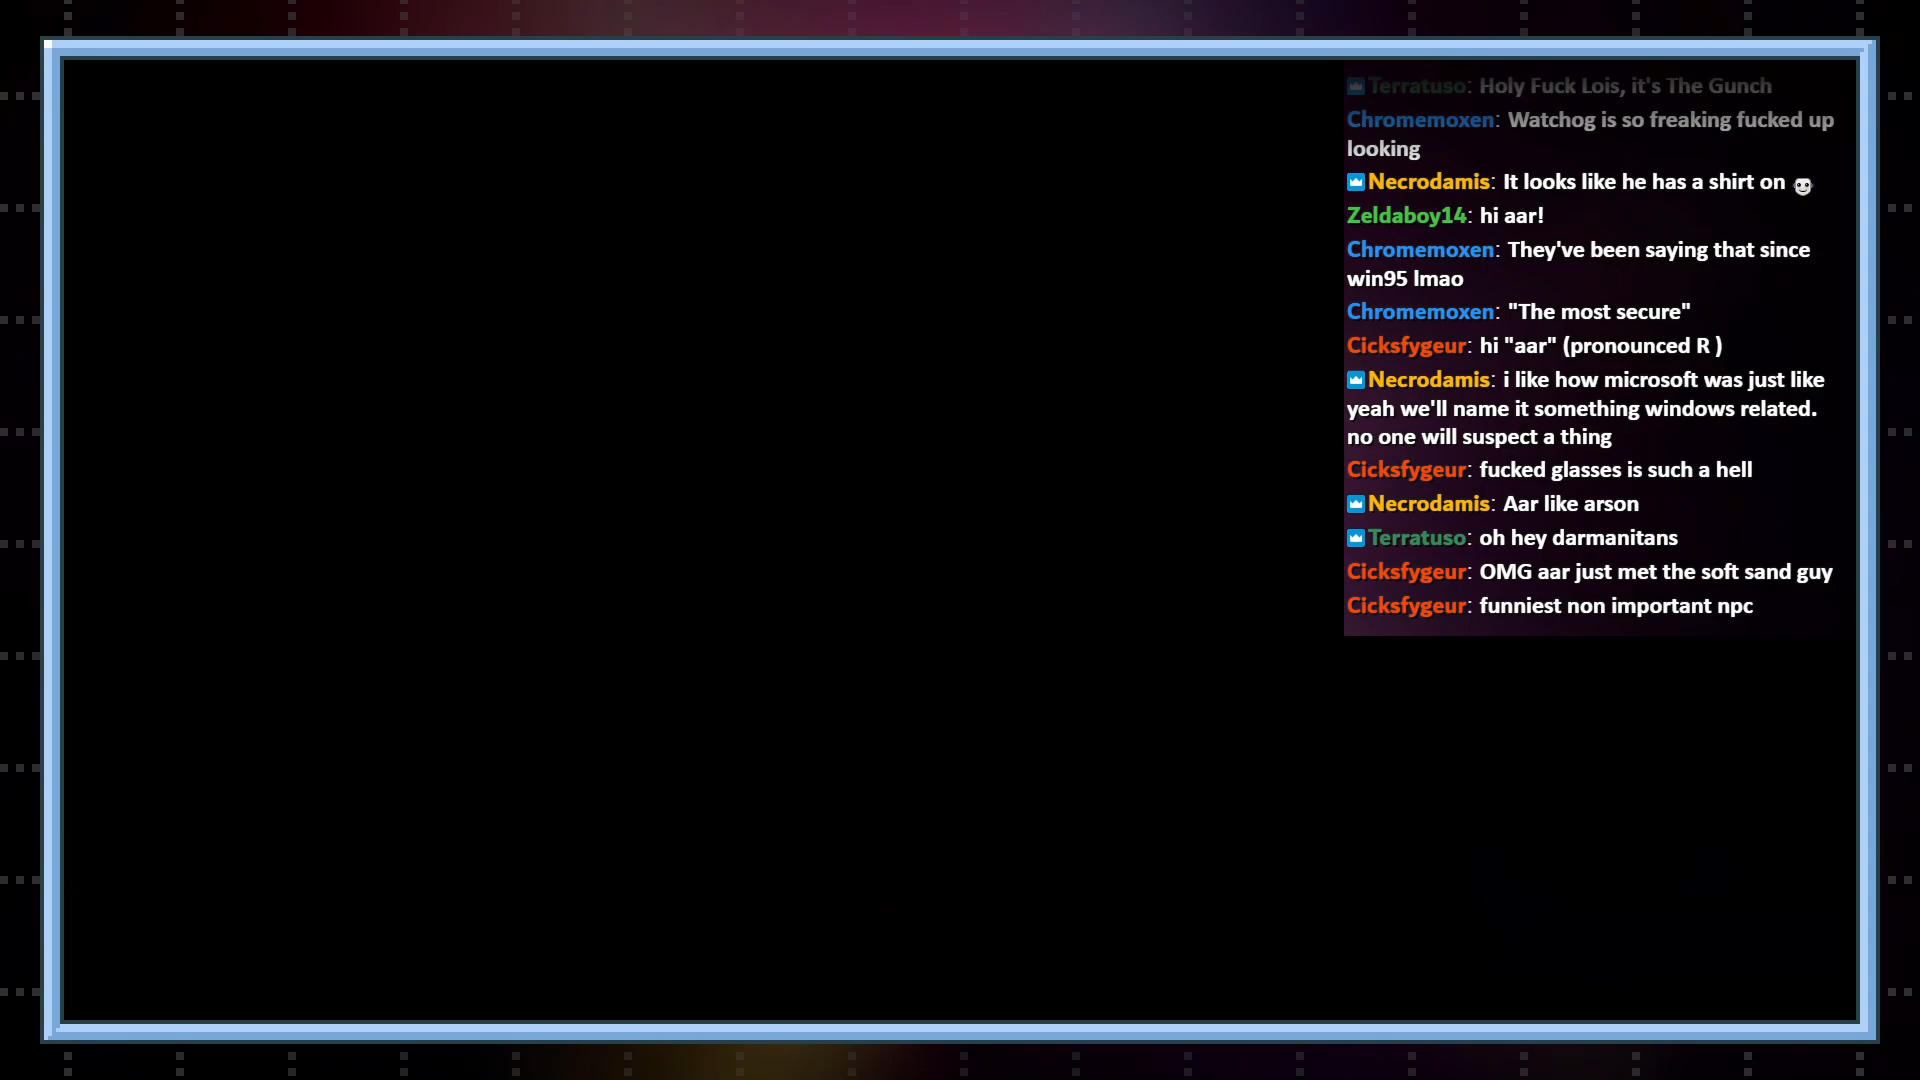 Terratuso: Holy Fuck Lois, it's The Gunch
Chromemoxen: Watchog is so freaking fucked up
looking
Necrodamis: It looks like he has a shirt on
Zeldaboy14: hi aar!
Chromemoxen: They've been saying that since
win95 lmao
Chromemoxen: "The most secure"
Cicksfygeur: hi "aar" (pronounced R )
Necrodamis: i like how microsoft was just like
yeah we'll name it something windows related.
no one will suspect a thing
Cicksfygeur: fucked glasses is such a hell
Necrodamis: Aar like arson
Terratuso: oh hey darmanitans
Cicksfygeur: OMG aar just met the soft sand guy
Cicksfygeur: funniest non important npc